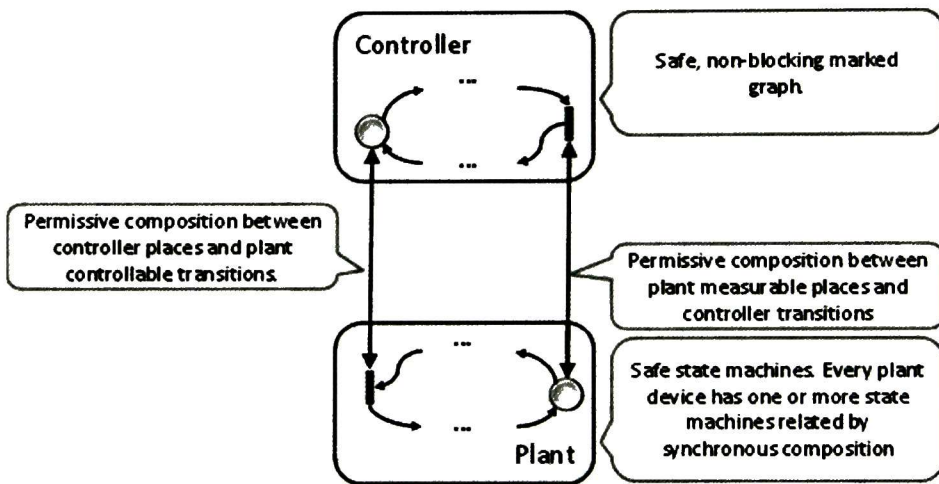 Controller
...
...
Safe, non-blocking marked
graph.
Permissive composition between
controller places and plant
controllable transitions.
Permissive composition between
plant measurable places and
controller transitions
...
...
Plant
Safe state machines. Every plant
device has one or more state
machines related by
synchronous composition